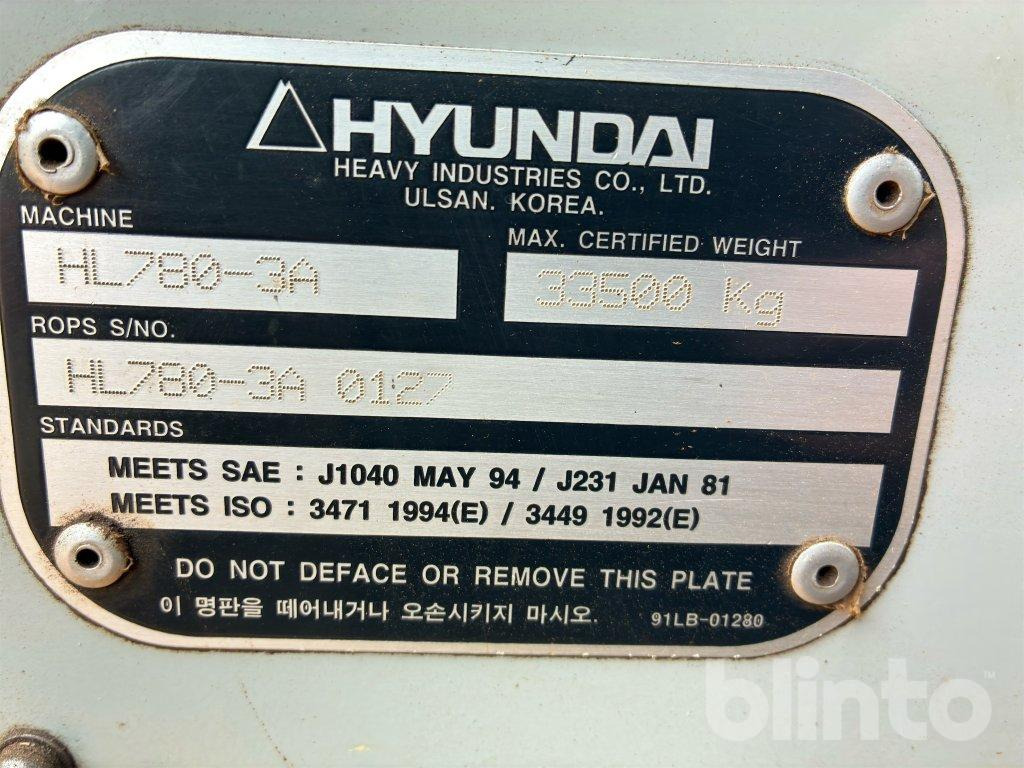 HYUNDAI
HEAVY INDUSTRIES CO., LTD.
ULSAN. KOREA.
MACHINE
MAX. CERTIFIED WEIGHT
HL780-3A
33500 Kg
ROPS S/NO.
HL780-3A 0127
STANDARDS
MEETS SAE : J1040 MAY 94 / J231 JAN 81
MEETS ISO : 3471 1994(E) / 3449 1992(E)
DO NOT DEFACE OR REMOVE THIS PLATE
이 명판을 떼어내거나 오손시키지 마시오.
91LB-01280
blinto™